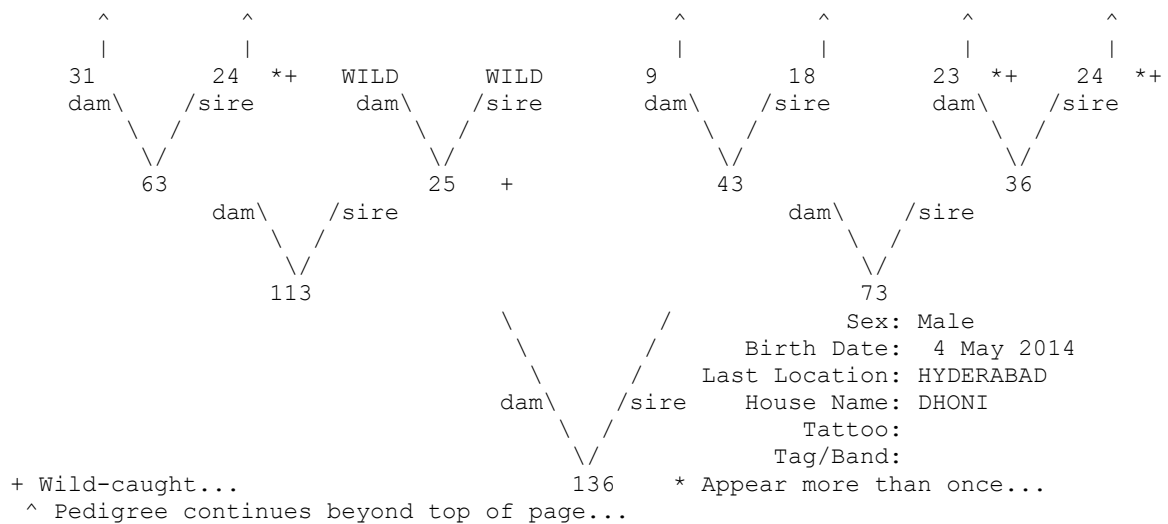 ^ ^ ^ ^ ^ ^
| | | | | |
31 24 *+ WILD WILD 9 18 23 *+ 24 *+
dam\ /sire dam\ /sire dam\ /sire dam\ /sire
\ / \ / \ / \ /
\/ \/ \/ \/
63 25 + 43 36
dam\ /sire dam\ /sire
\ / \ /
\/ \/
113 73
\ / Sex: Male
\ / Birth Date: 4 May 2014
\ / Last Location: HYDERABAD
dam\ /sire House Name: DHONI
\ / Tattoo:
\/ Tag/Band:
+ Wild-caught... 136 * Appear more than once...
^ Pedigree continues beyond top of page...